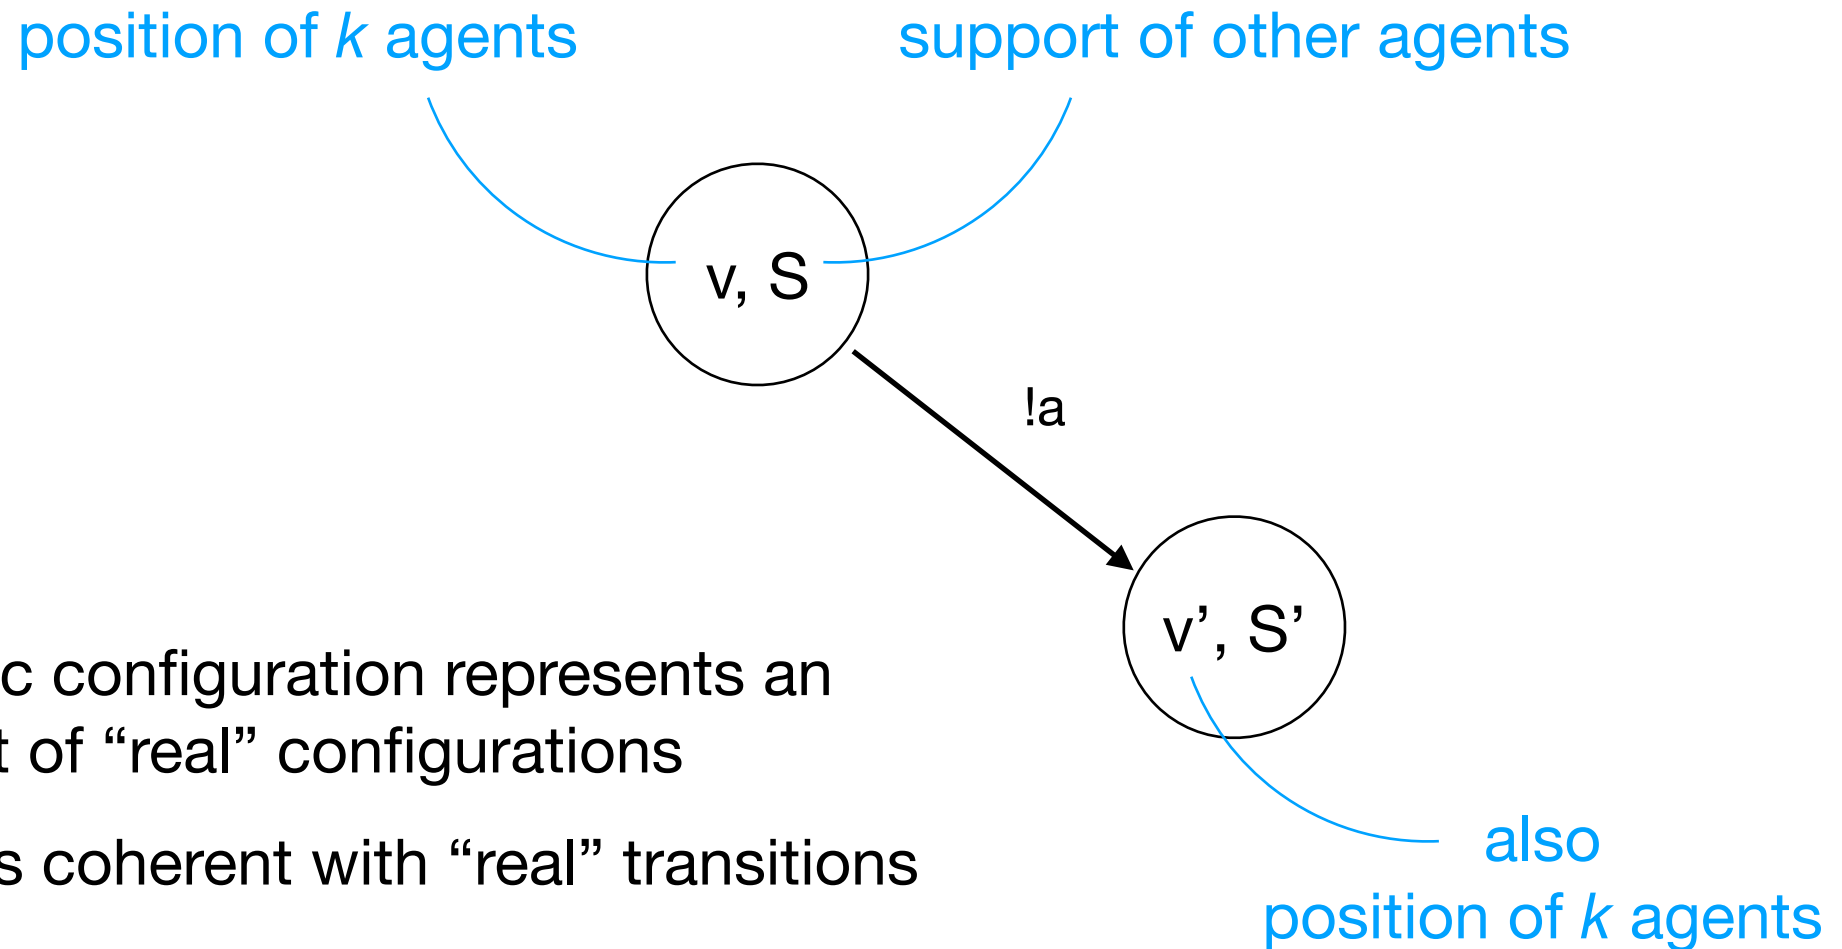 position of k agents
support of other agents
v, S
!a
v’, S’
c configuration represents an
t of “real” configurations
s coherent with “real” transitions
also
position of k agents